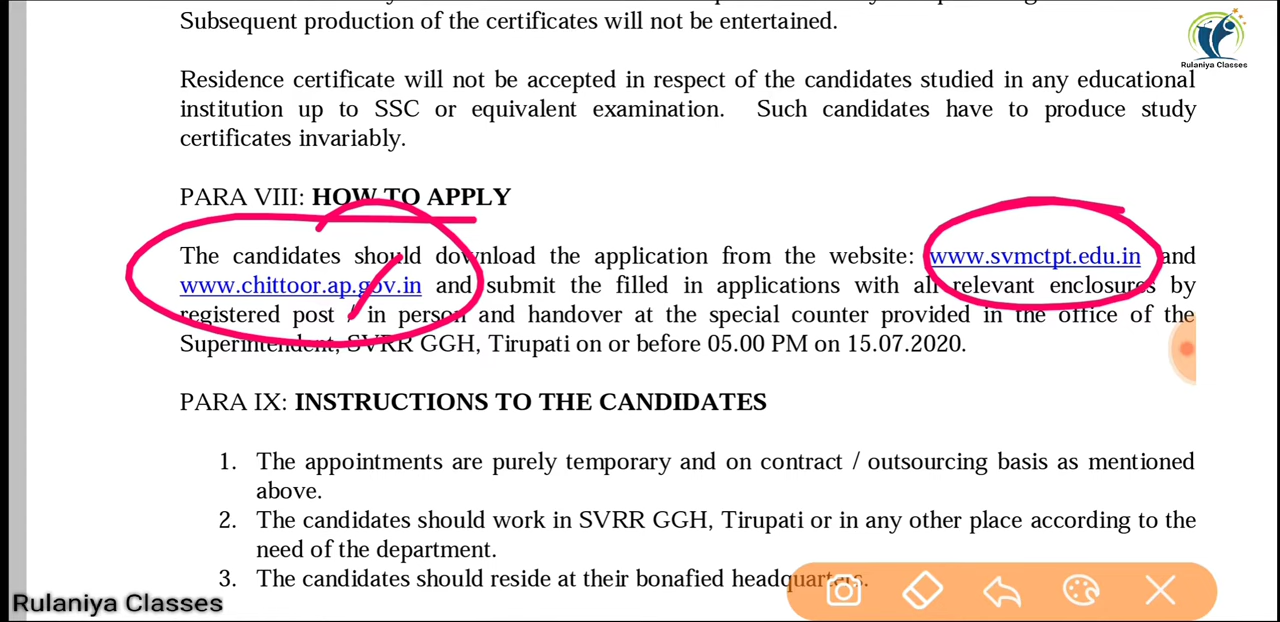 Subsequent production of the certificates will not be entertained.
Rulaniya Classes
Residence certificate will not be accepted in respect of the candidates studied in any educational
institution up to SSC or equivalent examination. Such candidates have to produce study
certificates invariably.
PARA VIII: HOW TO APPLY
The candidates should download the application from the website: www.svmctpt.edu.in and
www.chittoor.ap.gov.in and submit the filled in applications with all relevant enclosures by
registered post / in person and handover at the special counter provided in the office of the
Superintendent, SVRR GGH, Tirupati on or before 05.00 PM on 15.07.2020.
PARA IX: INSTRUCTIONS TO THE CANDIDATES
1. The appointments are purely temporary and on contract / outsourcing basis as mentioned
above.
2. The candidates should work in SVRR GGH, Tirupati or in any other place according to the
need of the department.
3. The candidates should reside at their bonafied headquarters.
Rulaniya Classes